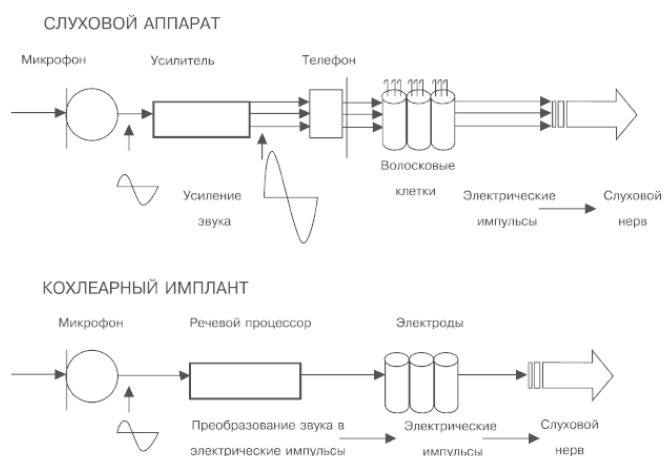 СЛУХОВОЙ АППАРАТ
Микрофон Усилитель Телефон
Волосковые
клетки
Усиление
звука
Электрические
импульсы
Слуховой
нерв
КОХЛЕАРНЫЙ ИМПЛАНТ
Микрофон Речевой процессор Электроды
Преобразование звука в
электрические импульсы
Электрические
импульсы
Слуховой
нерв